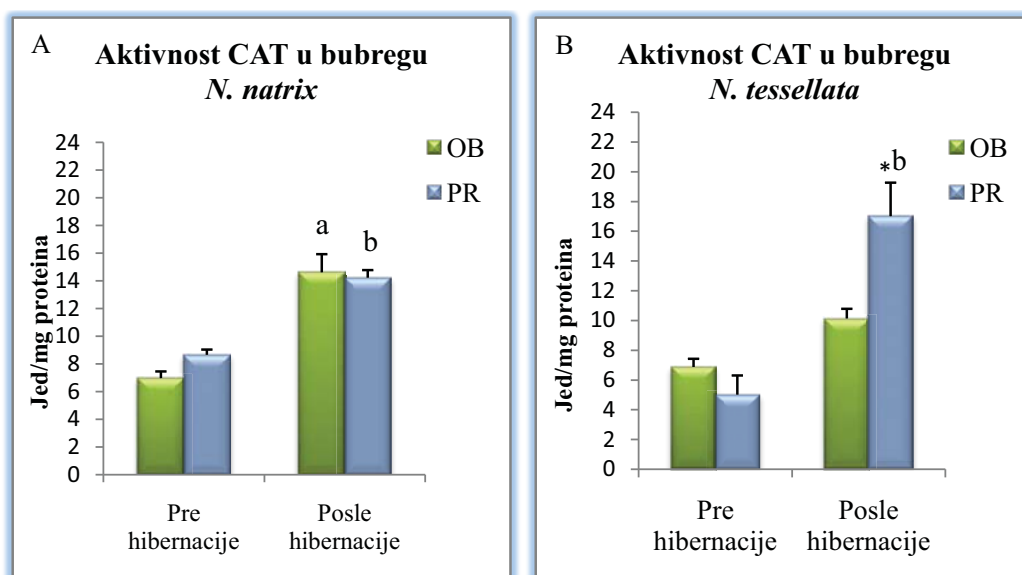 A
Aktivnost CAT u bubregu
N. natrix
OB
PR
Jed/mg proteina
24
22
20
18
16
14
12
10
8
6
4
2
0
a
b
Pre
hibernacije
Posle
hibernacije
B
Aktivnost CAT u bubregu
N. tessellata
OB
PR
Jed/mg proteina
24
22
20
18
16
14
12
10
8
6
4
2
0
*b
Pre
hibernacije
Posle
hibernacije